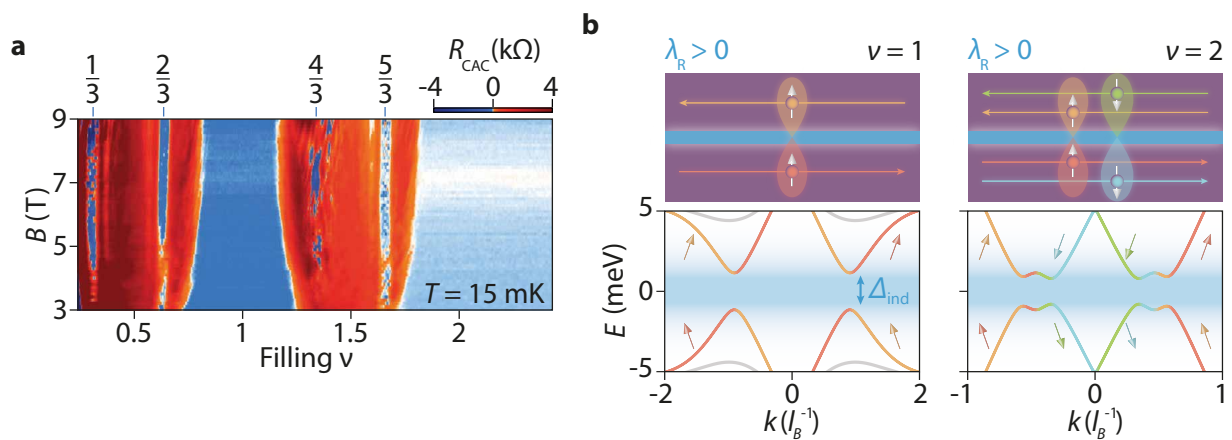 a
1/3 2/3 4/3 5/3
R_CAC (kΩ)
-4 0 4
B (T)
9
7
5
3
T = 15 mK
0.5 1 1.5 2
Filling ν
b
λ_R > 0 ν = 1
λ_R > 0 ν = 2
E (meV)
5
0
-5
Δ_ind
-2 0 2
k (l_B^-1)
-1 0 1
k (l_B^-1)